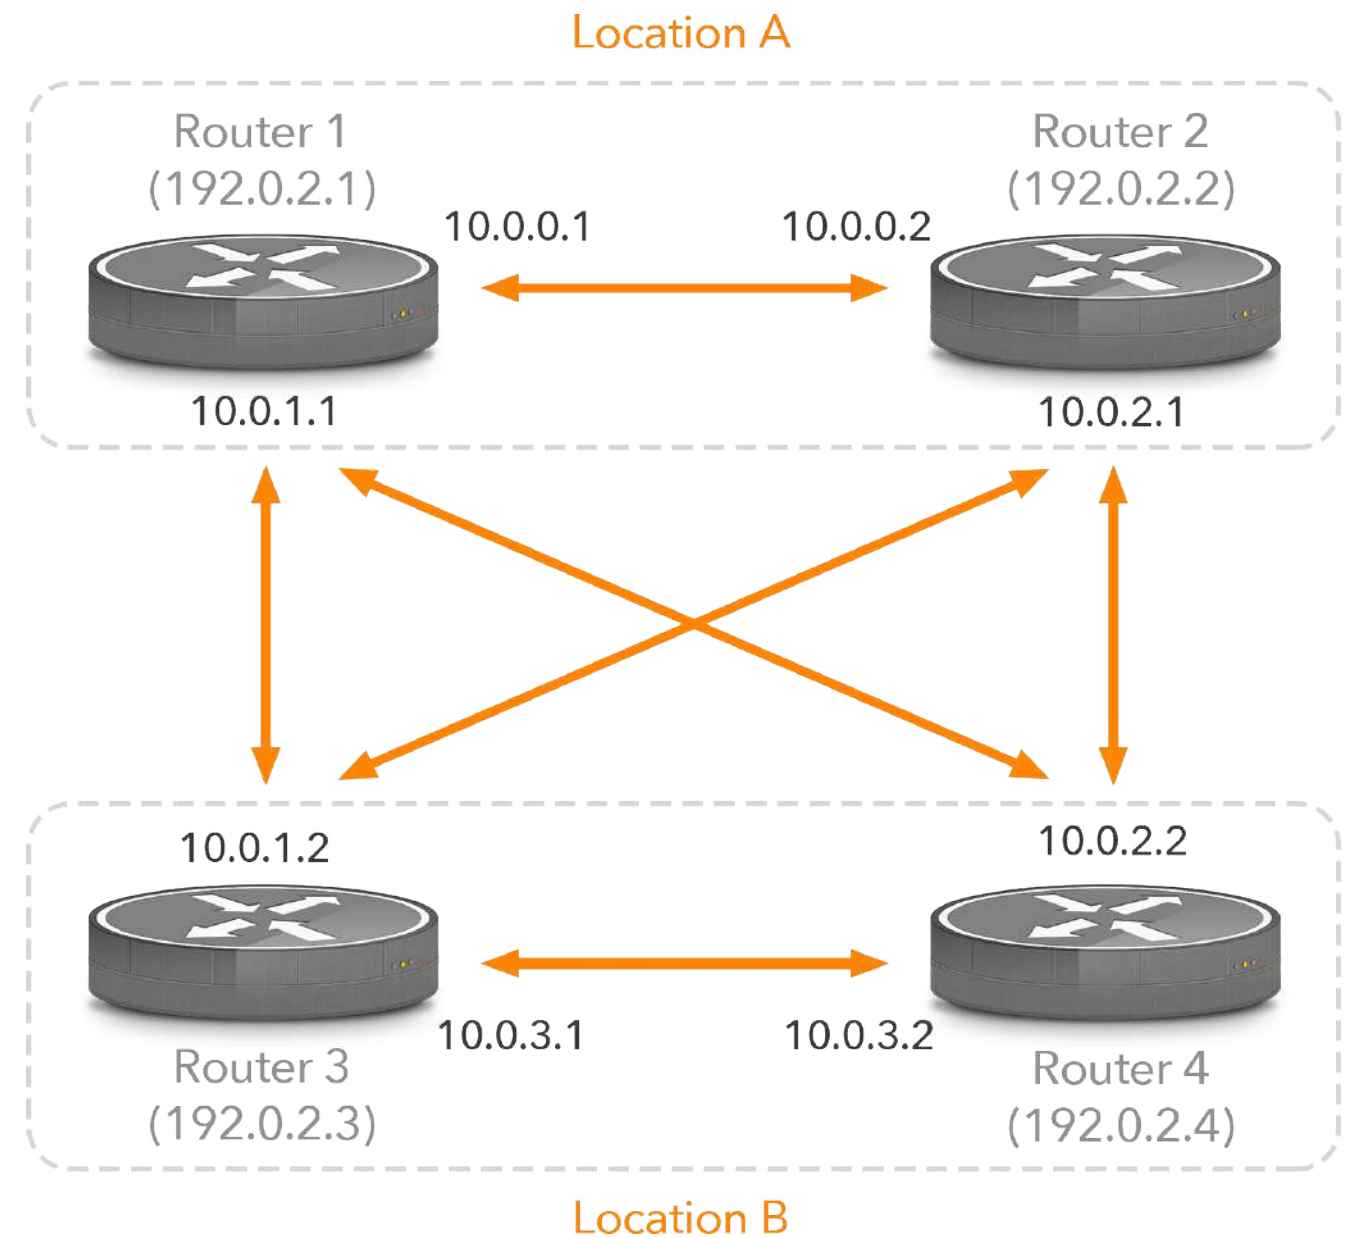 Location A
Router 1
(192.0.2.1)
Router 2
(192.0.2.2)
10.0.0.1
10.0.0.2
10.0.1.1
10.0.2.1
10.0.1.2
10.0.2.2
10.0.3.1
10.0.3.2
Router 3
(192.0.2.3)
Router 4
(192.0.2.4)
Location B